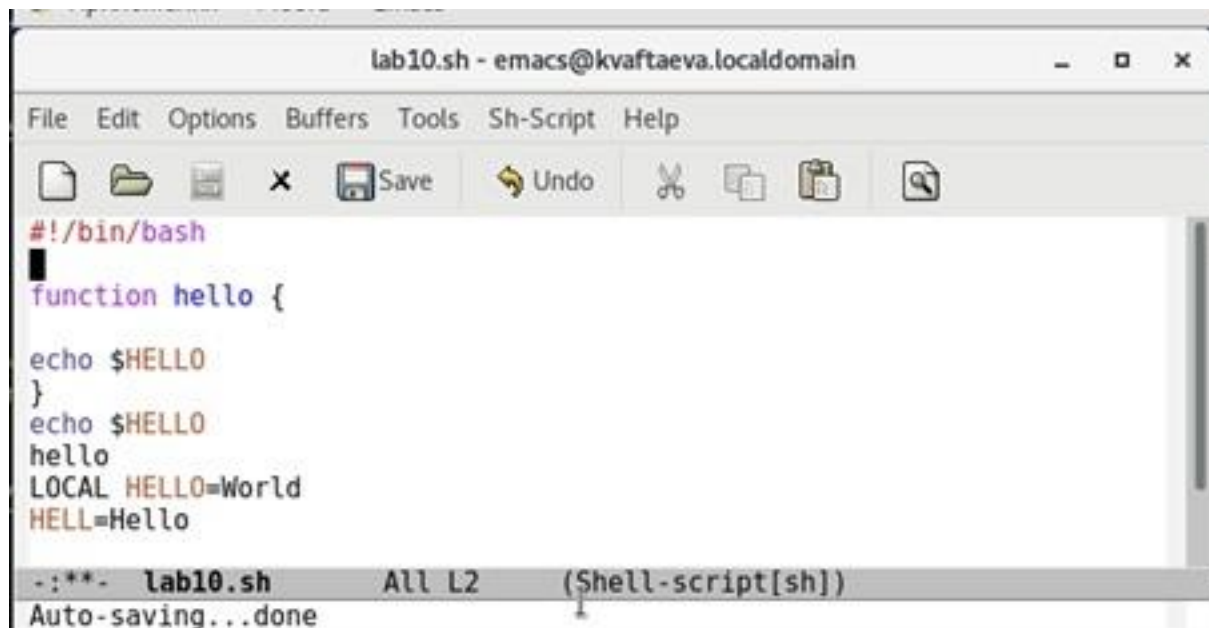 lab10.sh - emacs@kvaftaeva.localdomain
File Edit Options Buffers Tools Sh-Script Help
Save Undo
#!/bin/bash
function hello {
echo $HELLO
}
echo $HELLO
hello
LOCAL HELLO=World
HELL=Hello
-:**- lab10.sh All L2 (Shell-script[sh])
Auto-saving...done